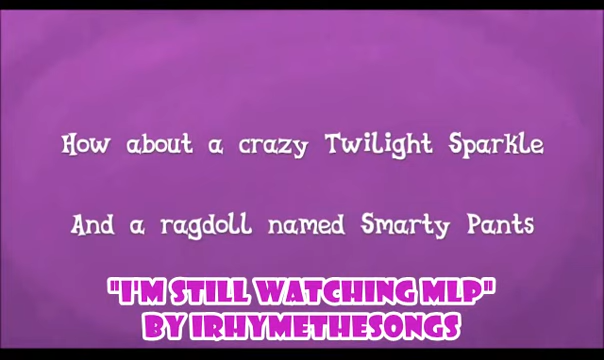 How about a crazy Twilight Sparkle
And a ragdoll named Smarty Pants
"I'M STILL WATCHING MLP"
BY IRHYMETHESONGS